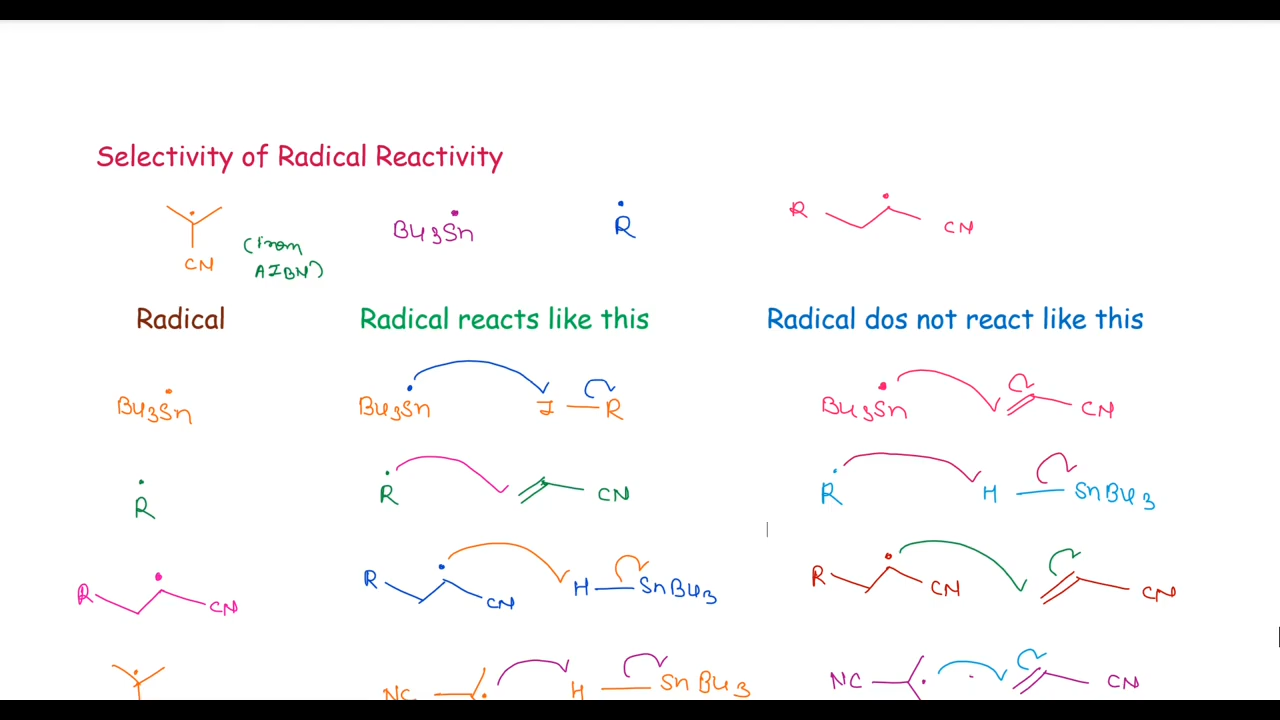 Selectivity of Radical Reactivity
CN
(from
AIBN)
Bu3Sn
R
R
CN
Radical
Radical reacts like this
Radical dos not react like this
Bu3Sn
Bu3Sn I R
Bu3Sn CN
R
R CN
R H SnBu3
R CN
R CN H SnBu3
R CN CN
NC H SnBu3
NC CN